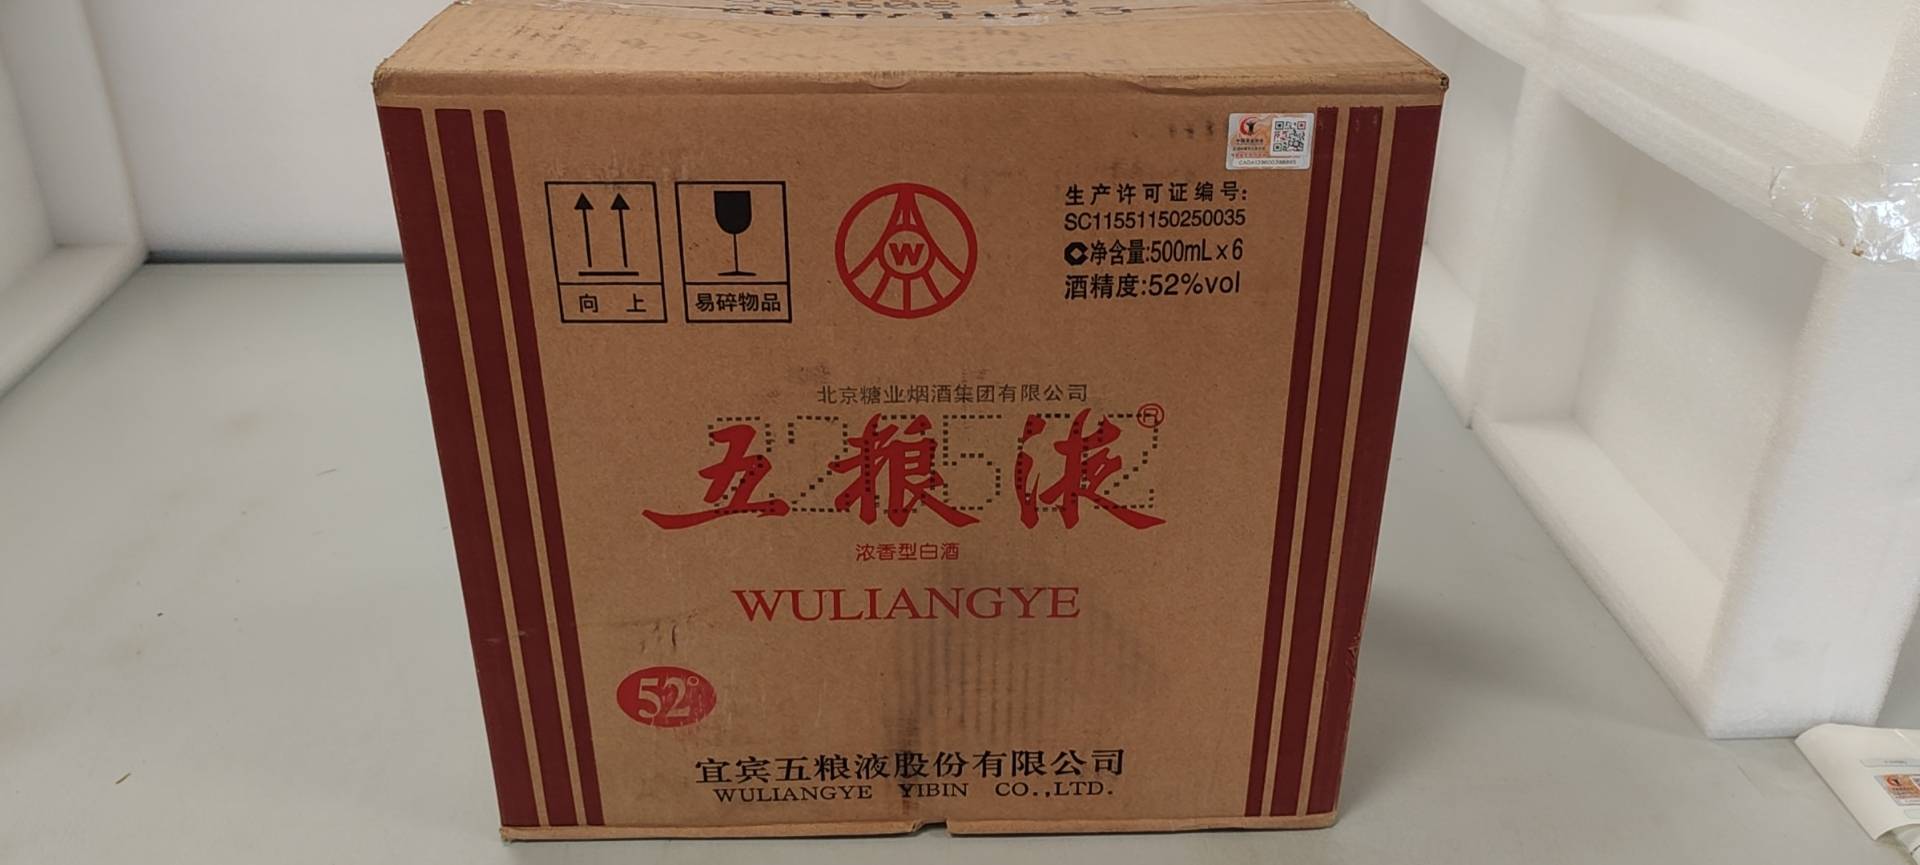 生产许可证编号:
SC11551150250035
净含量:500mL×6
酒精度:52%vol
向 上
易碎物品
W
北京糖业烟酒集团有限公司
五粮液®
浓香型白酒
WULIANGYE
52°
宜宾五粮液股份有限公司
WULIANGYE YIBIN CO.,LTD.